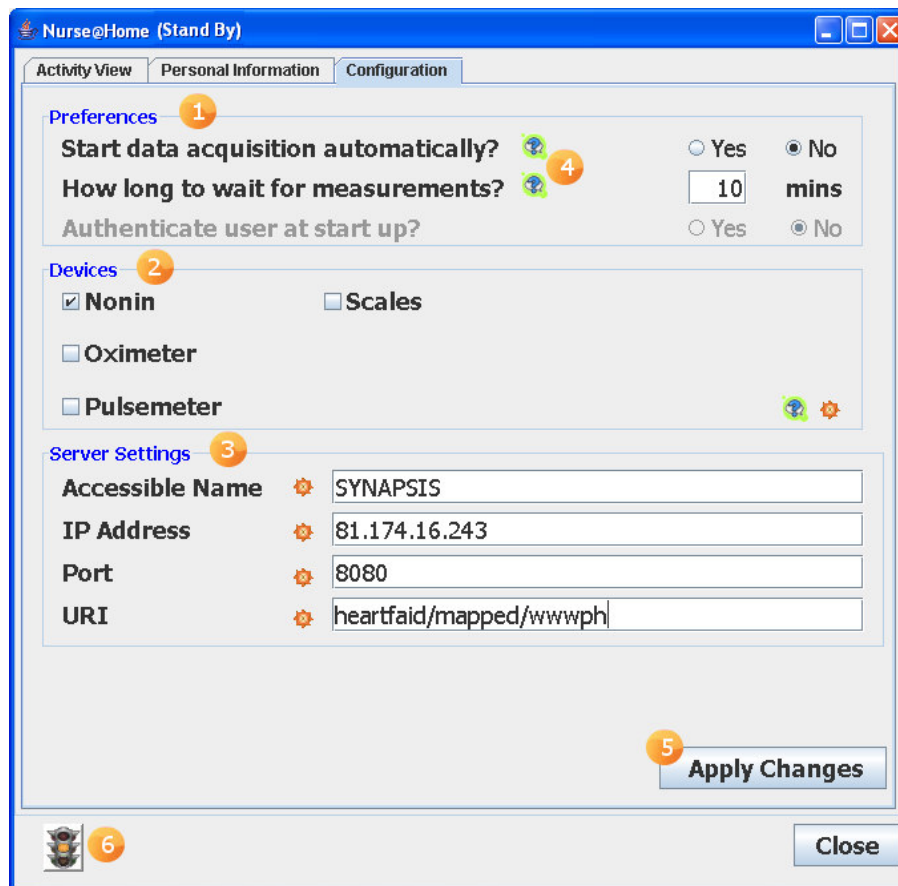 Nurse@Home (Stand By)
Activity View Personal Information Configuration
Preferences 1
Start data acquisition automatically? Yes No
4
How long to wait for measurements? 10 mins
Authenticate user at start up? Yes No
Devices 2
Nonin Scales
Oximeter
Pulsemeter
Server Settings 3
Accessible Name SYNAPSIS
IP Address 81.174.16.243
Port 8080
URI heartfaid/mapped/wwwph
5
Apply Changes
6
Close